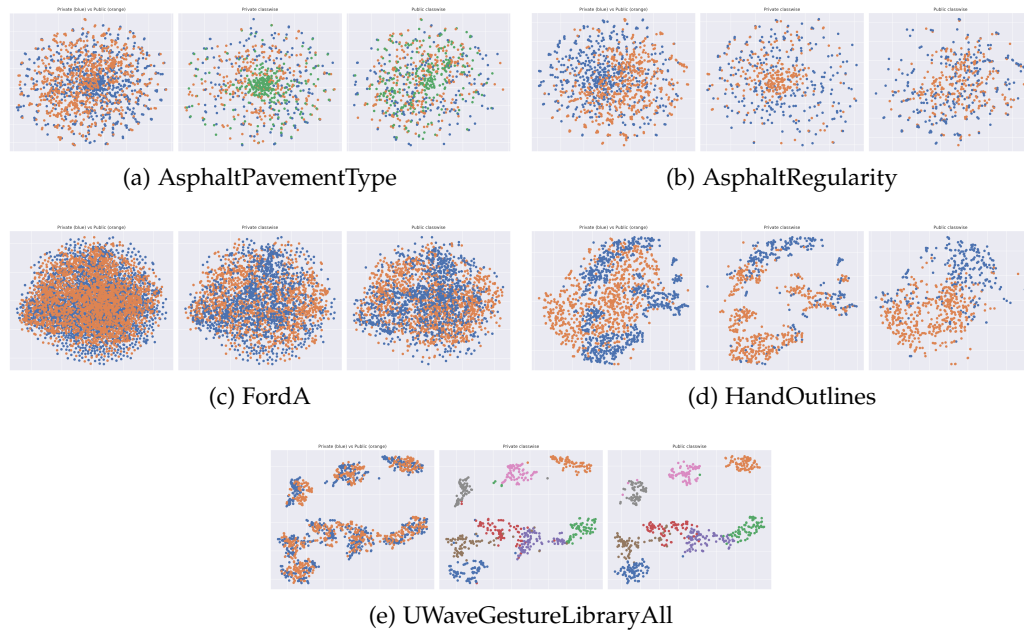 Private (blue) vs Public (orange)
Private classwise
Public classwise
Private (blue) vs Public (orange)
Private classwise
Public classwise
(a) AsphaltPavementType
(b) AsphaltRegularity
Private (blue) vs Public (orange)
Private classwise
Public classwise
Private (blue) vs Public (orange)
Private classwise
Public classwise
(c) FordA
(d) HandOutlines
Private (blue) vs Public (orange)
Private classwise
Public classwise
(e) UWaveGestureLibraryAll